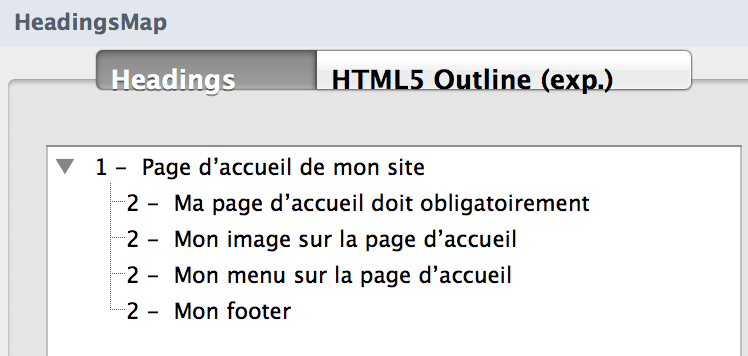 HeadingsMap
Headings HTML5 Outline (exp.)
1 – Page d’accueil de mon site
2 – Ma page d’accueil doit obligatoirement
2 – Mon image sur la page d’accueil
2 – Mon menu sur la page d’accueil
2 – Mon footer